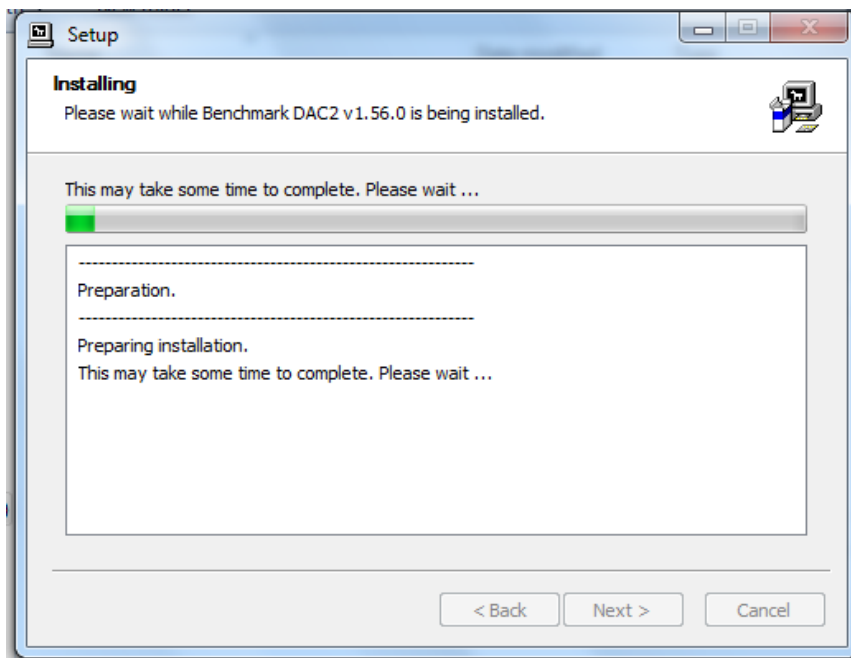 Setup
Installing
Please wait while Benchmark DAC2 v1.56.0 is being installed.
This may take some time to complete. Please wait ...
------------------------------------------------------------
Preparation.
------------------------------------------------------------
Preparing installation.
This may take some time to complete. Please wait ...
< Back
Next >
Cancel